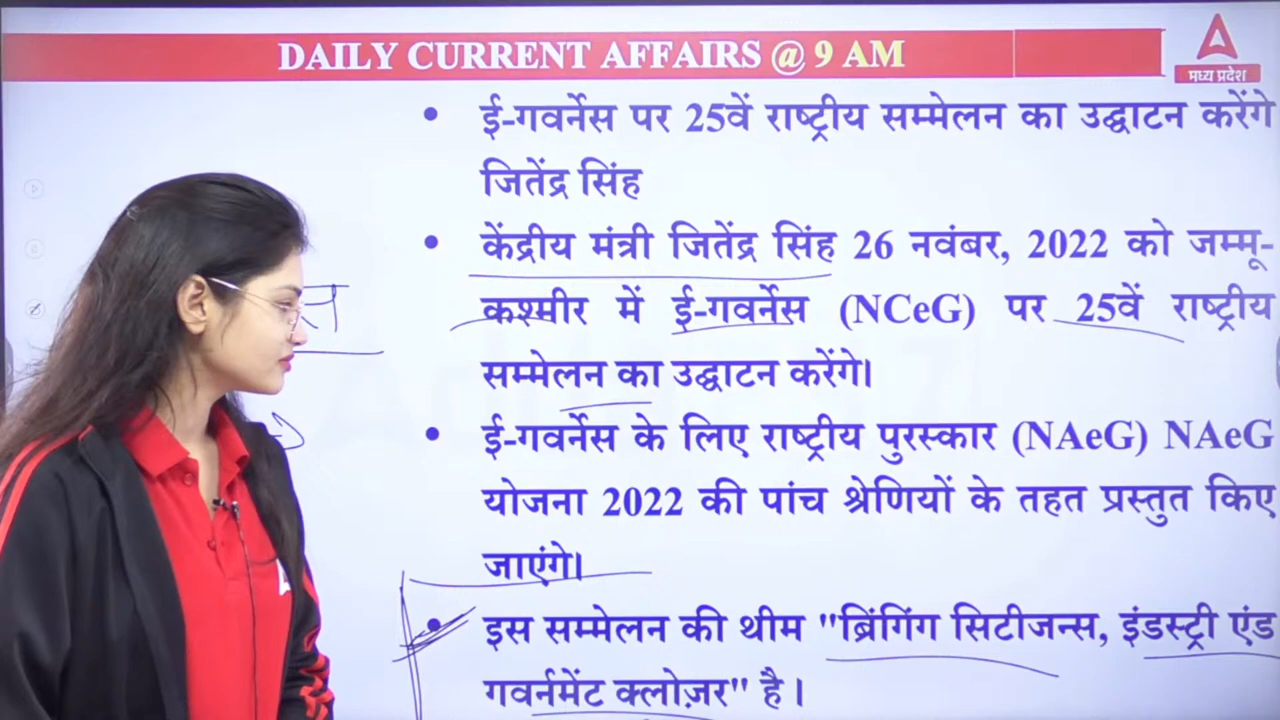 DAILY CURRENT AFFAIRS @ 9 AM
मध्य प्रदेश
• ई-गवर्नेंस पर 25वें राष्ट्रीय सम्मेलन का उद्घाटन करेंगे
जितेंद्र सिंह
• केंद्रीय मंत्री जितेंद्र सिंह 26 नवंबर, 2022 को जम्मू-
कश्मीर में ई-गवर्नेंस (NCeG) पर 25वें राष्ट्रीय
सम्मेलन का उद्घाटन करेंगे।
• ई-गवर्नेंस के लिए राष्ट्रीय पुरस्कार (NAeG) NAeG
योजना 2022 की पांच श्रेणियों के तहत प्रस्तुत किए
जाएंगे।
• इस सम्मेलन की थीम "ब्रिंगिंग सिटीजन्स, इंडस्ट्री एंड
गवर्नमेंट क्लोज़र" है।